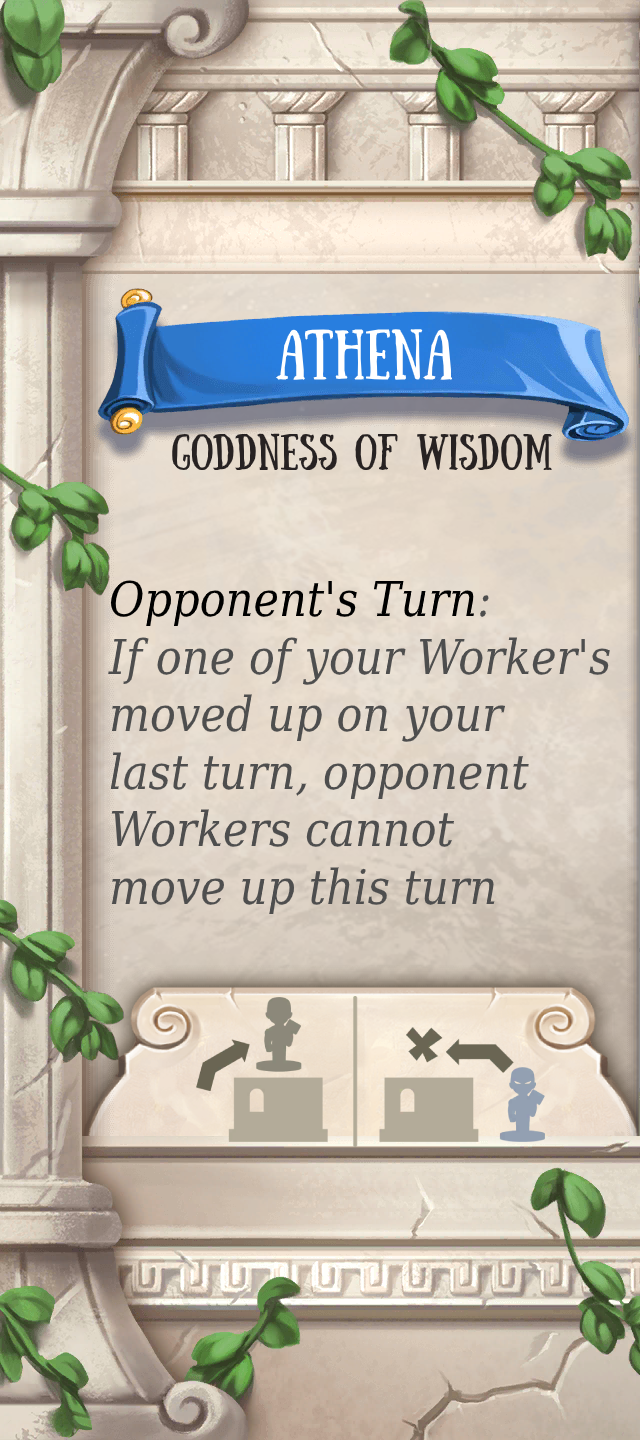 ATHENA
GODDNESS OF WISDOM
Opponent's Turn:
If one of your Worker's
moved up on your
last turn, opponent
Workers cannot
move up this turn